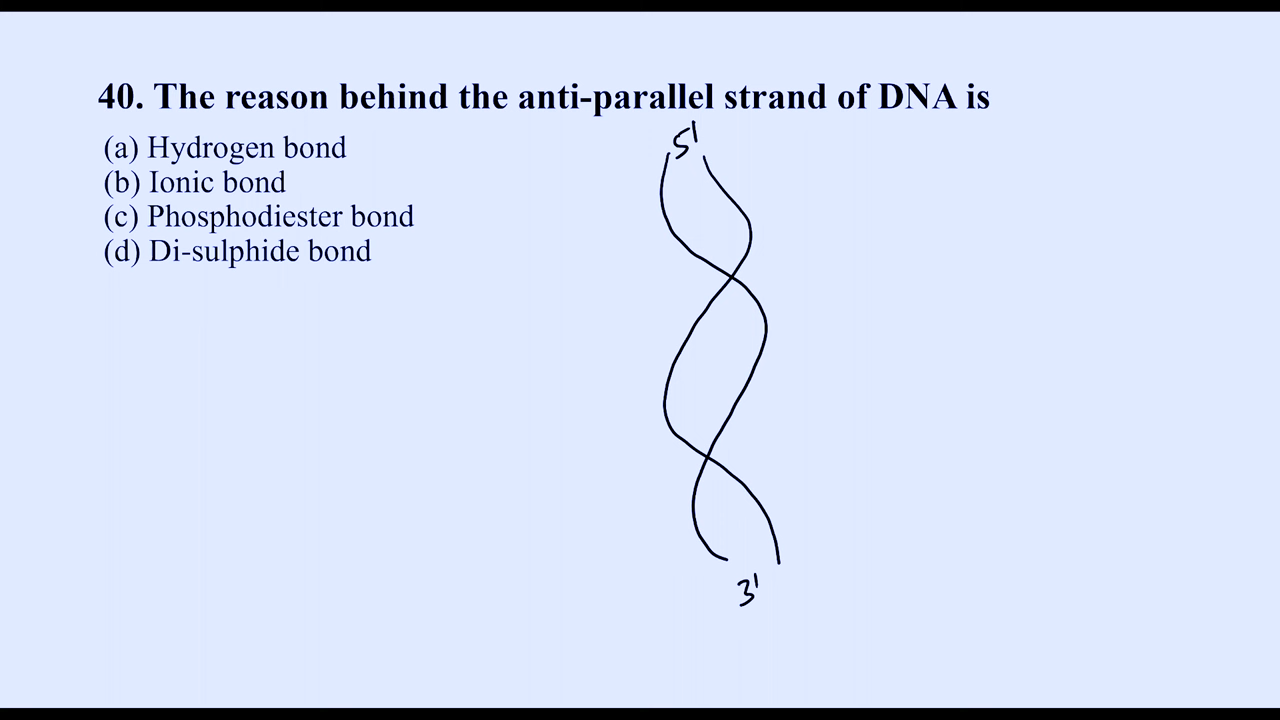 40. The reason behind the anti-parallel strand of DNA is
(a) Hydrogen bond
(b) Ionic bond
(c) Phosphodiester bond
(d) Di-sulphide bond
5'
3'